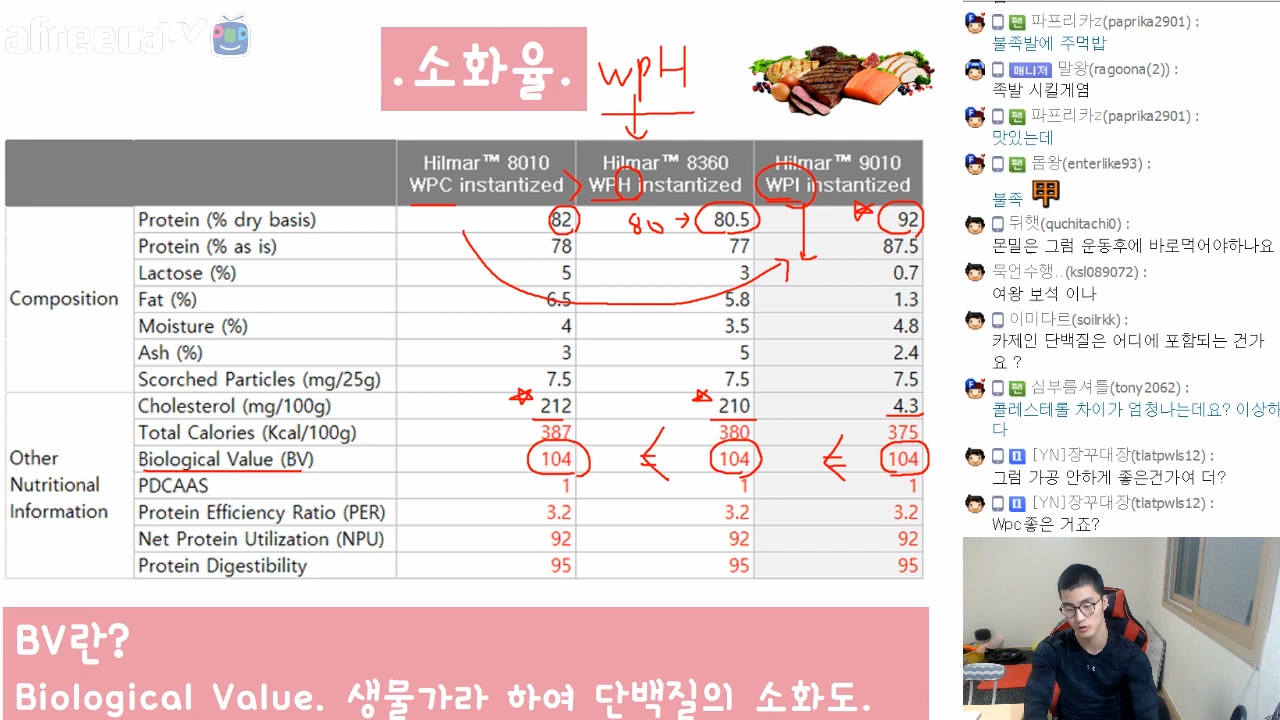 afreecaTV
.소화율.
wpH
Hilmar™ 8010 Hilmar™ 8360 Hilmar™ 9010
WPC instantized WPH instantized WPI instantized
Protein (% dry basis) 82 80 → 80.5 92
Protein (% as is) 78 77 87.5
Lactose (%) 5 3 0.7
Composition Fat (%) 6.5 5.8 1.3
Moisture (%) 4 3.5 4.8
Ash (%) 3 5 2.4
Scorched Particles (mg/25g) 7.5 7.5 7.5
Cholesterol (mg/100g) 212 210 4.3
Total Calories (Kcal/100g) 387 380 375
Other Biological Value (BV) 104 104 104
Nutritional PDCAAS 1 1 1
Information Protein Efficiency Ratio (PER) 3.2 3.2 3.2
Net Protein Utilization (NPU) 92 92 92
Protein Digestibility 95 95 95
BV란?
Biological Value. 생물가라 하여 단백질의 소화도.
팬 파프리카z(paprika2901) :
불족발에 주먹밥
매니저 말왕(ragoona(2)) :
족발 시킬게염
팬 파프리카z(paprika2901) :
맛있는데
팬 몸왕(enterlike93) :
불족 甲
뒤햇(quchitachi0) :
몬밀은 그럼 운동후에 바로먹어야하나요
묵언수행..(ksl089072) :
여왕 보석 이나
이미다르(soilrkk) :
카제인 단백질은 어디에 포함되는 건가
요 ?
팬 심부름셔틀(tony2062) :
콜레스테롤 차이가 엄청나는데요? 이상하
다
[YN]장꾸대장(tlatpwls12) :
그럼 가공 안하게 좋은건가여 더?
[YN]장꾸대장(tlatpwls12) :
Wpc좋은 거죠?